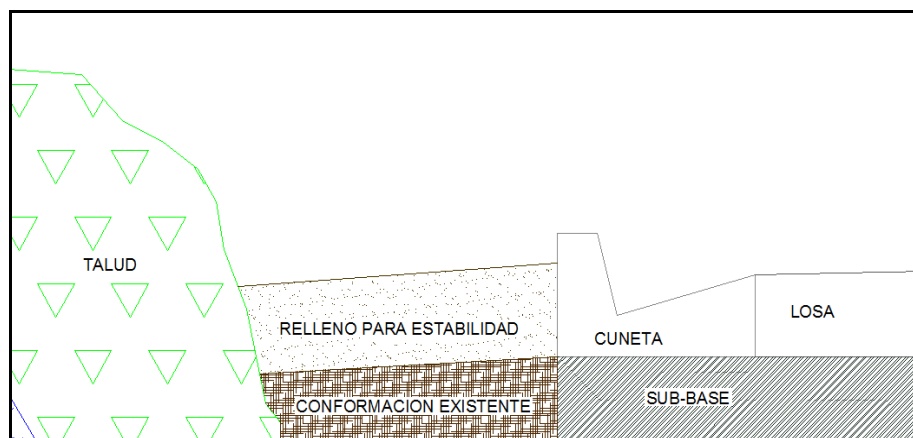 TALUD
RELLENO PARA ESTABILIDAD
CUNETA
LOSA
CONFORMACION EXISTENTE
SUB-BASE